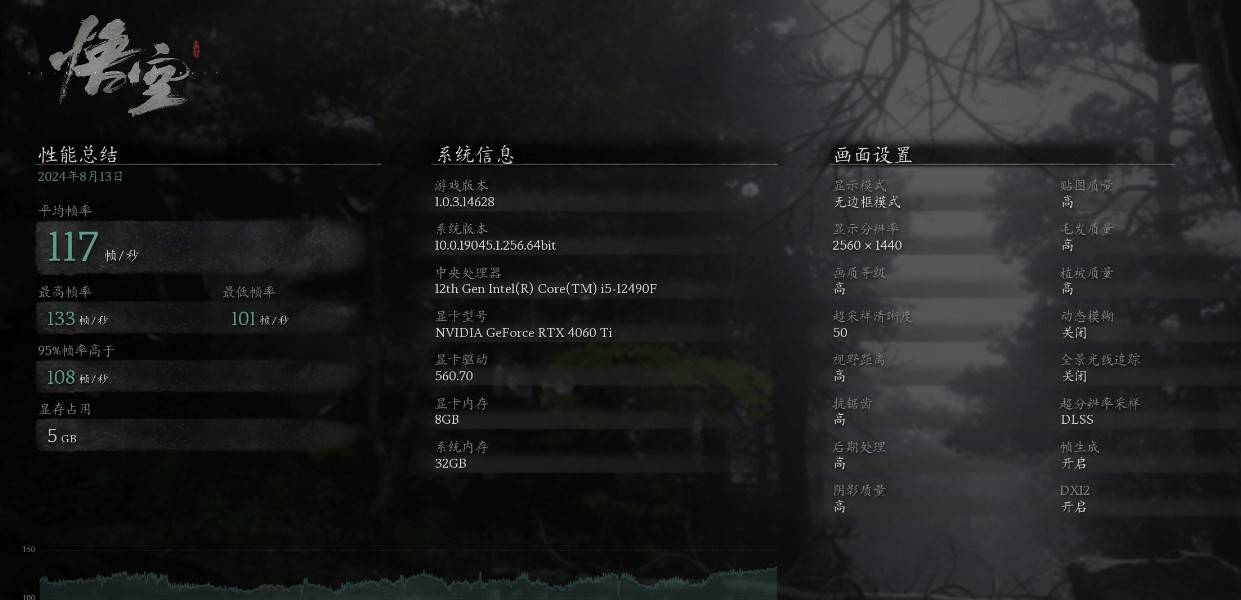 悟空
性能总结
2024年8月13日
平均帧率
117 帧/秒
最高帧率 最低帧率
133 帧/秒 101 帧/秒
95%帧率高于
108 帧/秒
显存占用
5 GB
系统信息
游戏版本
1.0.3.14628
系统版本
10.0.19045.1.256.64bit
中央处理器
12th Gen Intel(R) Core(TM) i5-12490F
显卡型号
NVIDIA GeForce RTX 4060 Ti
显卡驱动
560.70
显卡内存
8GB
系统内存
32GB
画面设置
显示模式 贴图质量
无边框模式 高
显示分辨率 毛发质量
2560 × 1440 高
画质等级 植被质量
高 高
超采样清晰度 动态模糊
50 关闭
视野距离 全景光线追踪
高 关闭
抗锯齿 超分辨率采样
高 DLSS
后期处理 帧生成
高 开启
阴影质量 DX12
高 开启
150
100